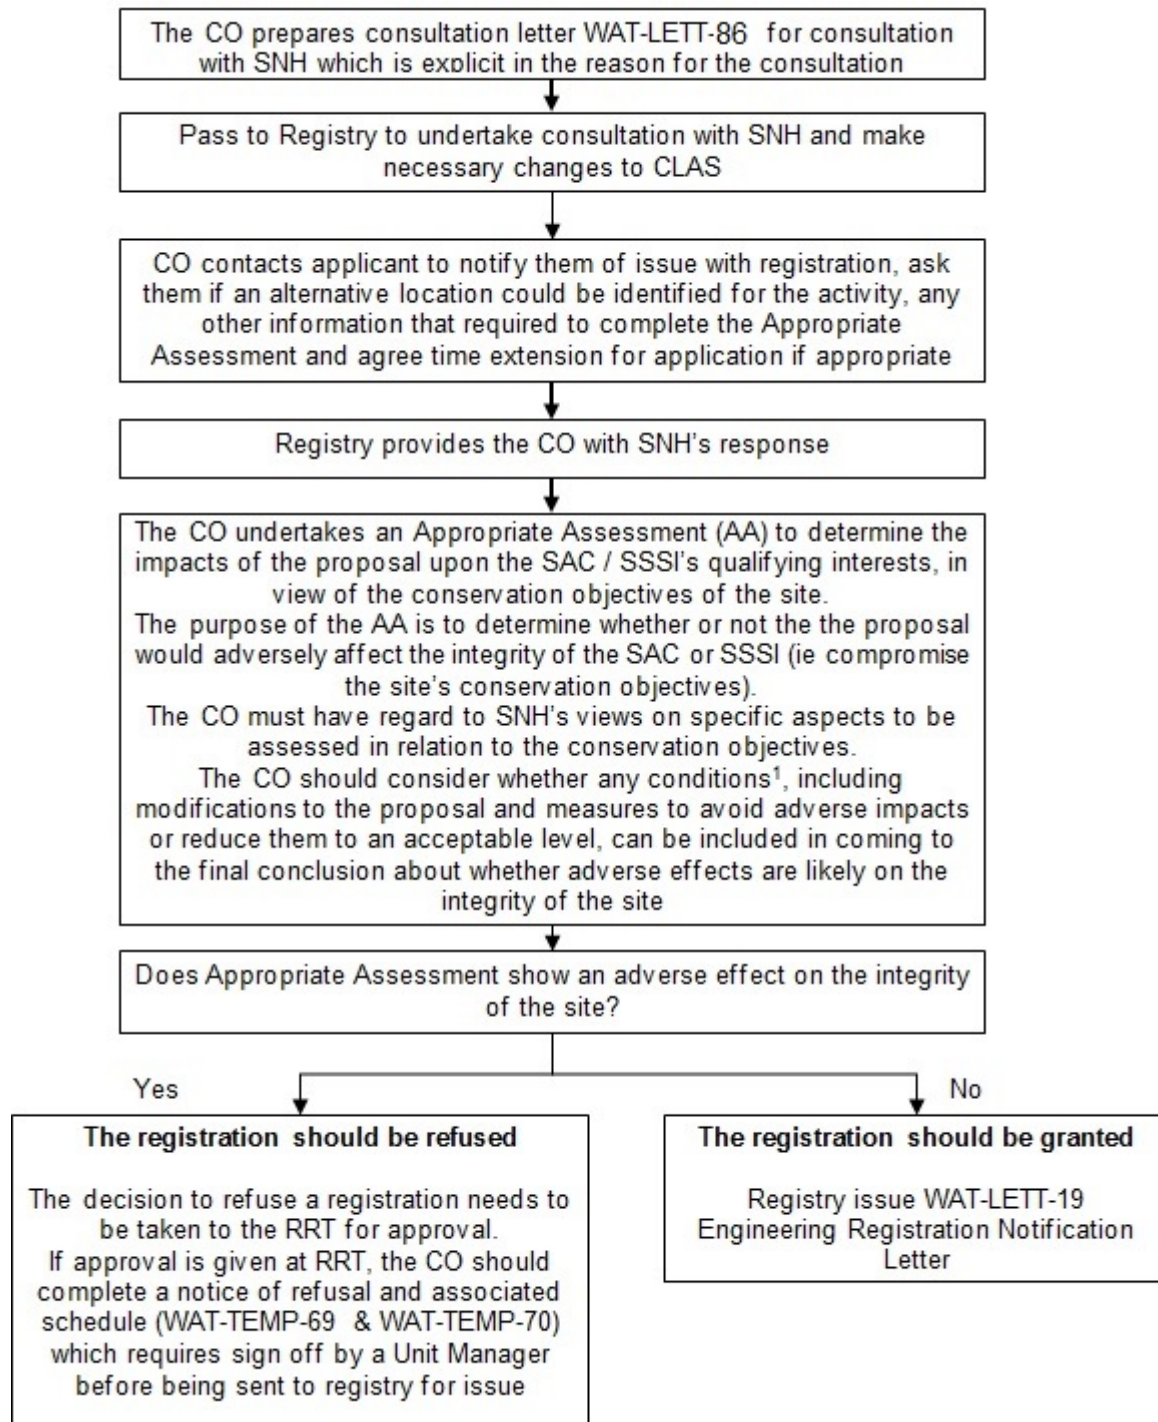 The CO prepares consultation letter WAT-LETT-86 for consultation
with SNH which is explicit in the reason for the consultation
Pass to Registry to undertake consultation with SNH and make
necessary changes to CLAS
CO contacts applicant to notify them of issue with registration, ask
them if an alternative location could be identified for the activity, any
other information that required to complete the Appropriate
Assessment and agree time extension for application if appropriate
Registry provides the CO with SNH’s response
The CO undertakes an Appropriate Assessment (AA) to determine the
impacts of the proposal upon the SAC / SSSI’s qualifying interests, in
view of the conservation objectives of the site.
The purpose of the AA is to determine whether or not the the proposal
would adversely affect the integrity of the SAC or SSSI (ie compromise
the site’s conservation objectives).
The CO must have regard to SNH’s views on specific aspects to be
assessed in relation to the conservation objectives.
The CO should consider whether any conditions¹, including
modifications to the proposal and measures to avoid adverse impacts
or reduce them to an acceptable level, can be included in coming to
the final conclusion about whether adverse effects are likely on the
integrity of the site
Does Appropriate Assessment show an adverse effect on the integrity
of the site?
Yes
No
The registration should be refused
The decision to refuse a registration needs to
be taken to the RRT for approval.
If approval is given at RRT, the CO should
complete a notice of refusal and associated
schedule (WAT-TEMP-69 & WAT-TEMP-70)
which requires sign off by a Unit Manager
before being sent to registry for issue
The registration should be granted
Registry issue WAT-LETT-19
Engineering Registration Notification
Letter